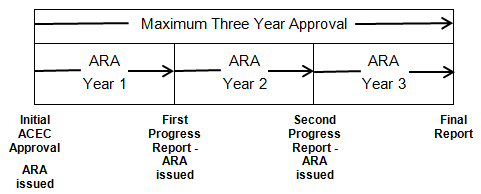 Maximum Three Year Approval
ARA
Year 1
ARA
Year 2
ARA
Year 3
Initial
ACEC
Approval
ARA
issued
First
Progress
Report -
ARA
issued
Second
Progress
Report -
ARA
issued
Final
Report